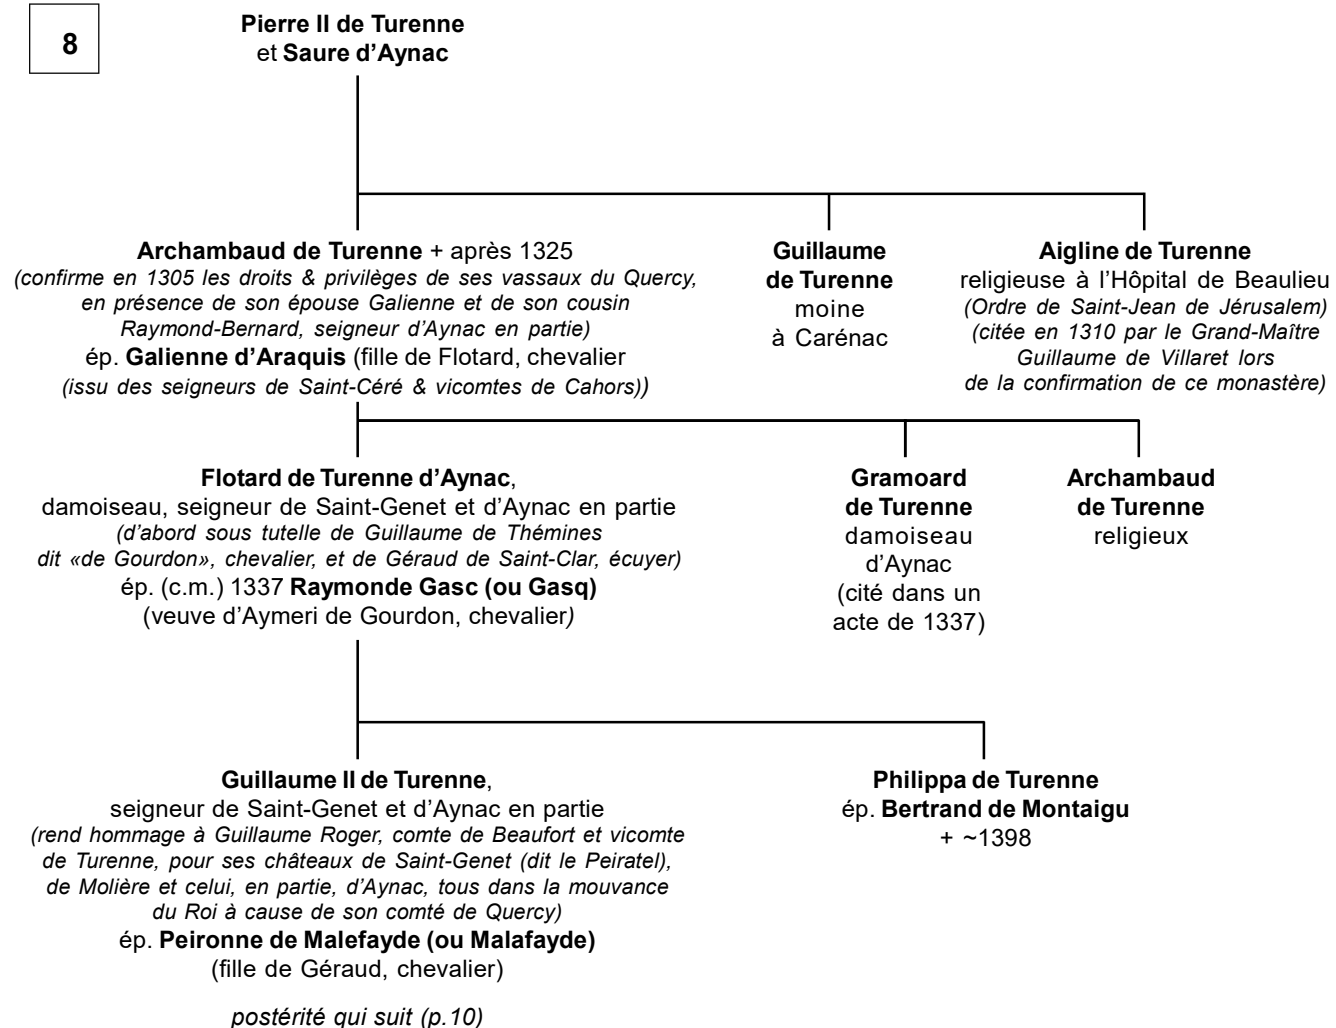 8
Pierre II de Turenne
et Saure d’Aynac
Archambaud de Turenne + après 1325
(confirme en 1305 les droits & privilèges de ses vassaux du Quercy,
en présence de son épouse Galienne et de son cousin
Raymond-Bernard, seigneur d’Aynac en partie)
ép. Galienne d’Araquis (fille de Flotard, chevalier
(issu des seigneurs de Saint-Céré & vicomtes de Cahors))
Guillaume
de Turenne
moine
à Carénac
Aigline de Turenne
religieuse à l’Hôpital de Beaulieu
(Ordre de Saint-Jean de Jérusalem)
(citée en 1310 par le Grand-Maître
Guillaume de Villaret lors
de la confirmation de ce monastère)
Flotard de Turenne d’Aynac,
damoiseau, seigneur de Saint-Genet et d’Aynac en partie
(d’abord sous tutelle de Guillaume de Thémines
dit «de Gourdon», chevalier, et de Géraud de Saint-Clar, écuyer)
ép. (c.m.) 1337 Raymonde Gasc (ou Gasq)
(veuve d’Aymeri de Gourdon, chevalier)
Gramoard
de Turenne
damoiseau
d’Aynac
(cité dans un
acte de 1337)
Archambaud
de Turenne
religieux
Guillaume II de Turenne,
seigneur de Saint-Genet et d’Aynac en partie
(rend hommage à Guillaume Roger, comte de Beaufort et vicomte
de Turenne, pour ses châteaux de Saint-Genet (dit le Peiratel),
de Molière et celui, en partie, d’Aynac, tous dans la mouvance
du Roi à cause de son comté de Quercy)
ép. Peironne de Malefayde (ou Malafayde)
(fille de Géraud, chevalier)
postérité qui suit (p.10)
Philippa de Turenne
ép. Bertrand de Montaigu
+ ~1398